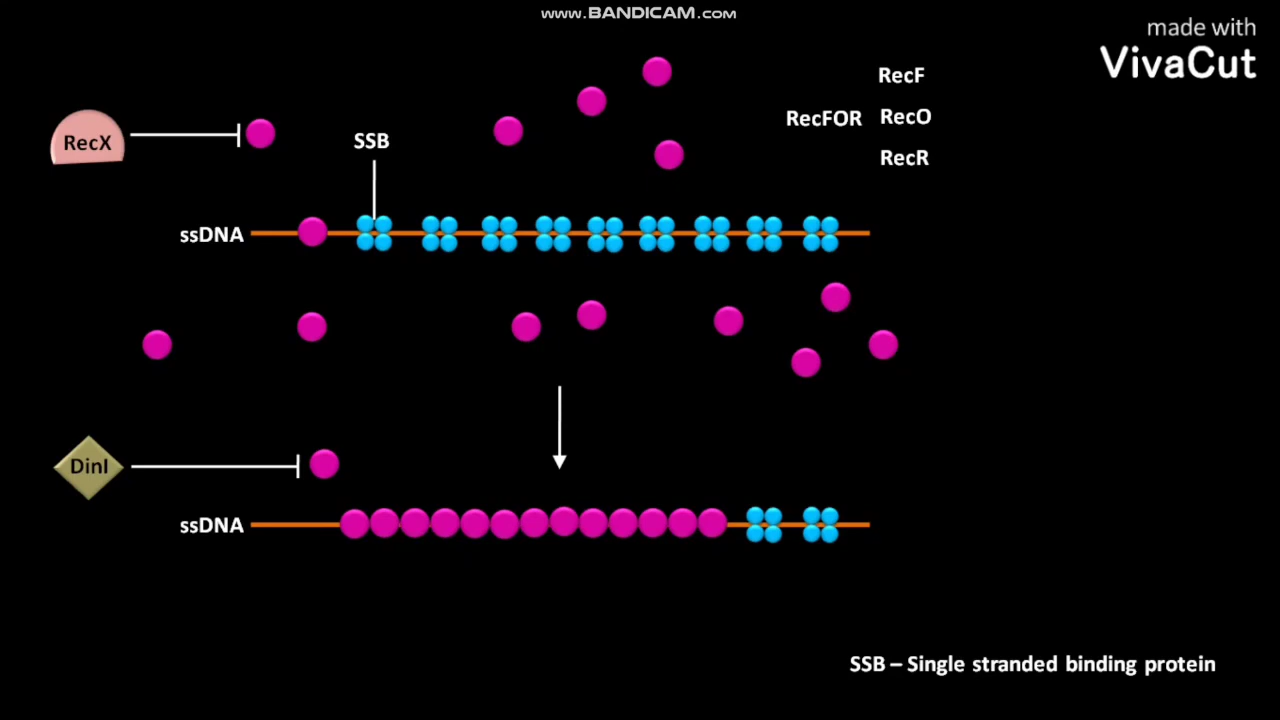 www.BANDICAM.com
made with
VivaCut
RecF
RecFOR
RecO
RecX
SSB
RecR
ssDNA
DinI
ssDNA
SSB – Single stranded binding protein